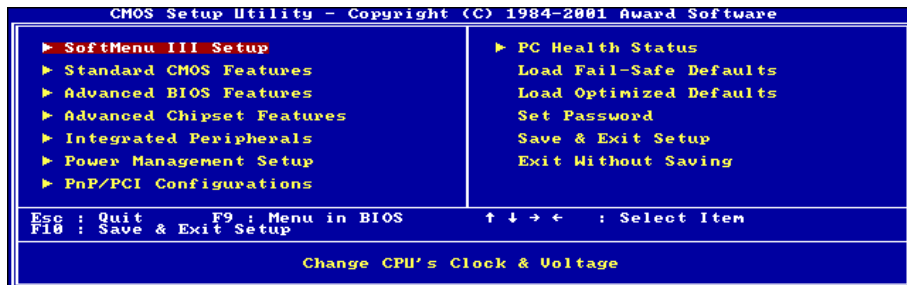 CMOS Setup Utility - Copyright (C) 1984-2001 Award Software
► SoftMenu III Setup
► Standard CMOS Features
► Advanced BIOS Features
► Advanced Chipset Features
► Integrated Peripherals
► Power Management Setup
► PnP/PCI Configurations
► PC Health Status
Load Fail-Safe Defaults
Load Optimized Defaults
Set Password
Save & Exit Setup
Exit Without Saving
Esc : Quit F9 : Menu in BIOS ↑ ↓ → ← : Select Item
F10 : Save & Exit Setup
Change CPU's Clock & Voltage